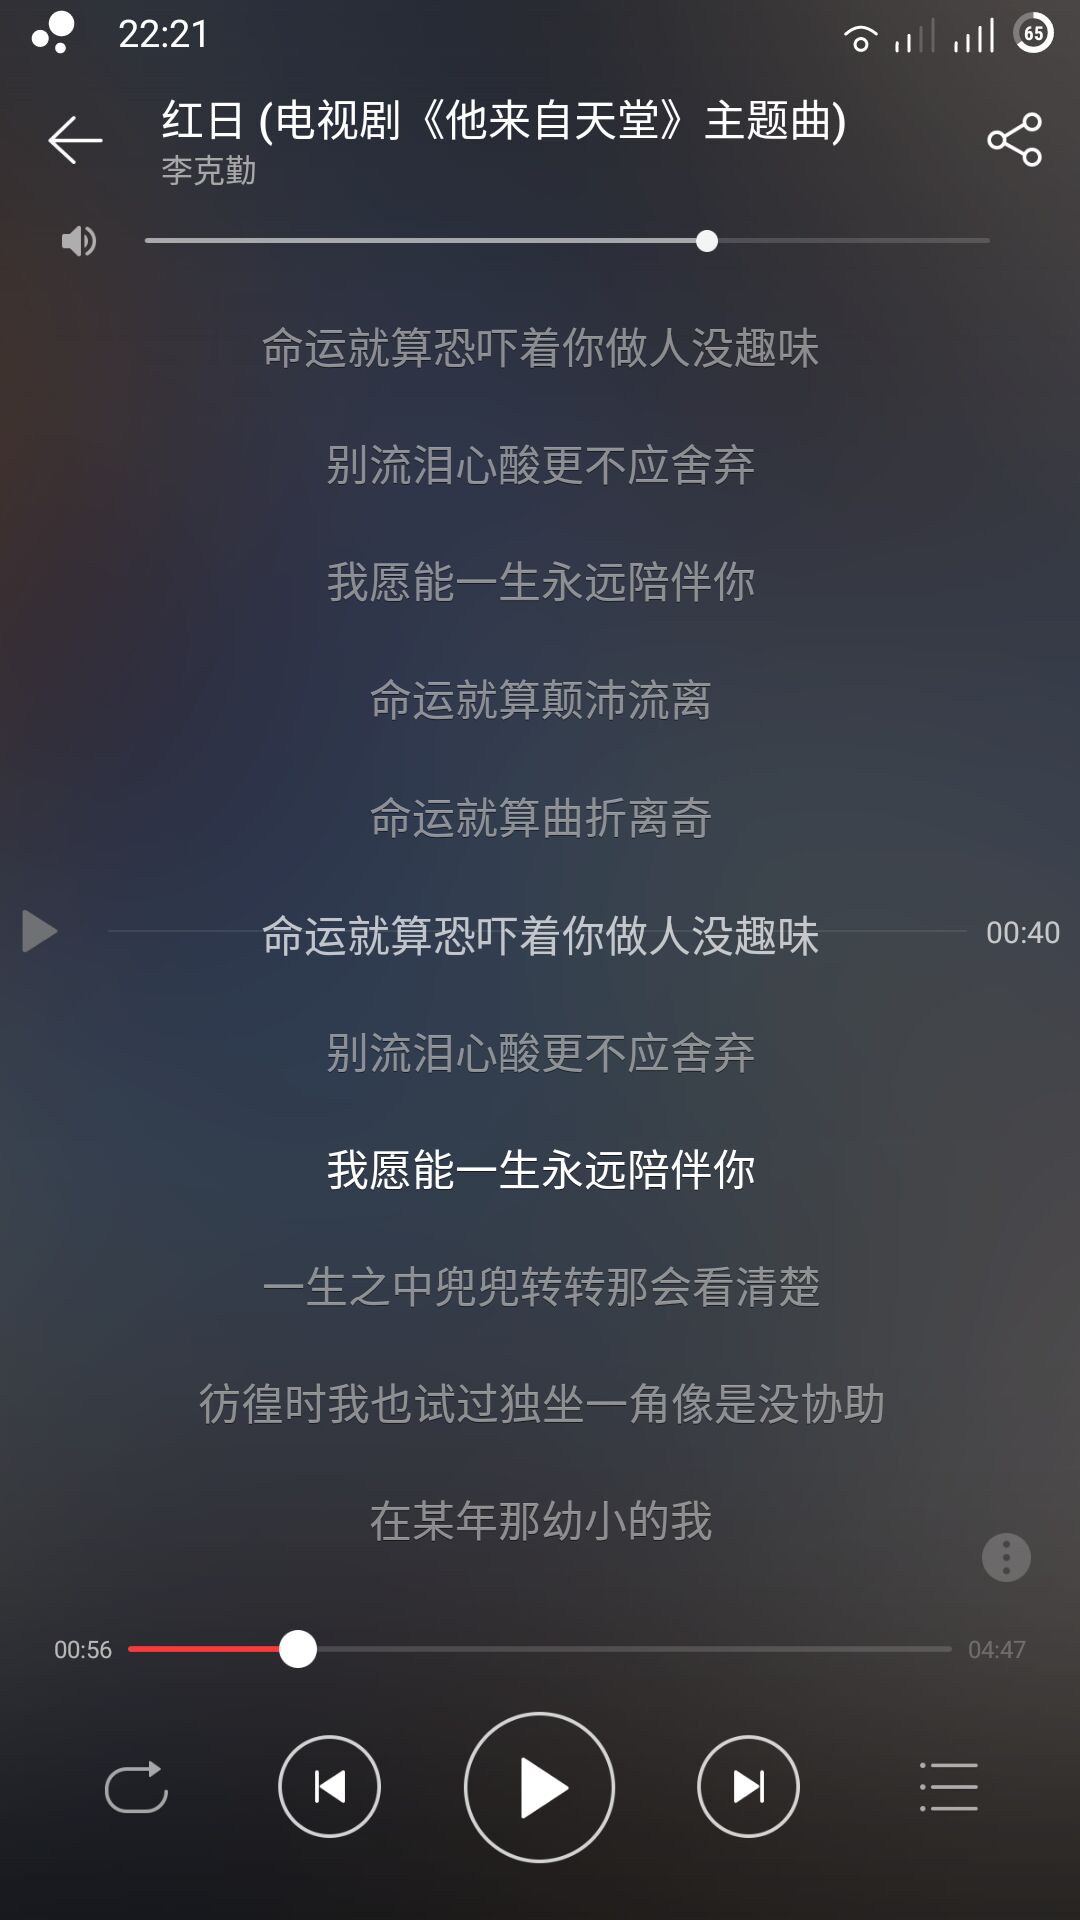 22:21
65
红日 (电视剧《他来自天堂》主题曲)
李克勤
命运就算恐吓着你做人没趣味
别流泪心酸更不应舍弃
我愿能一生永远陪伴你
命运就算颠沛流离
命运就算曲折离奇
命运就算恐吓着你做人没趣味
00:40
别流泪心酸更不应舍弃
我愿能一生永远陪伴你
一生之中兜兜转转那会看清楚
彷徨时我也试过独坐一角像是没协助
在某年那幼小的我
00:56
04:47